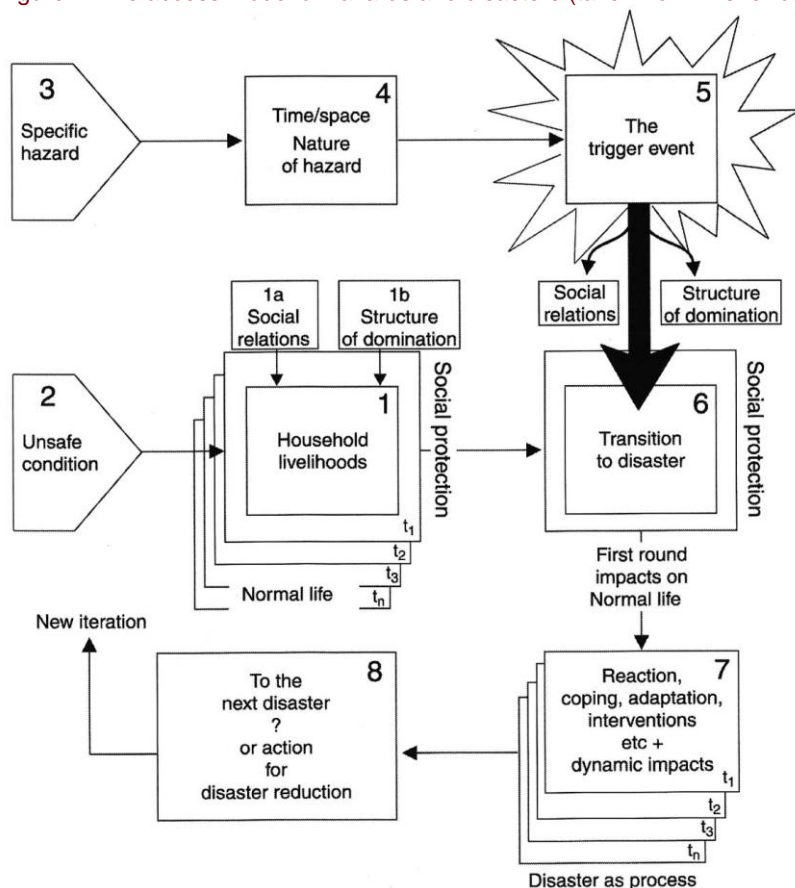 3
Specific
hazard
4
Time/space
Nature
of hazard
5
The
trigger event
Social
relations
Structure
of domination
1a
Social
relations
1b
Structure
of domination
2
Unsafe
condition
1
Household
livelihoods
Social protection
t1
t2
t3
tn
Normal life
6
Transition
to disaster
Social protection
First round
impacts on
Normal life
New iteration
8
To the
next disaster
?
or action
for
disaster reduction
7
Reaction,
coping, adaptation,
interventions
etc +
dynamic impacts
t1
t2
t3
tn
Disaster as process